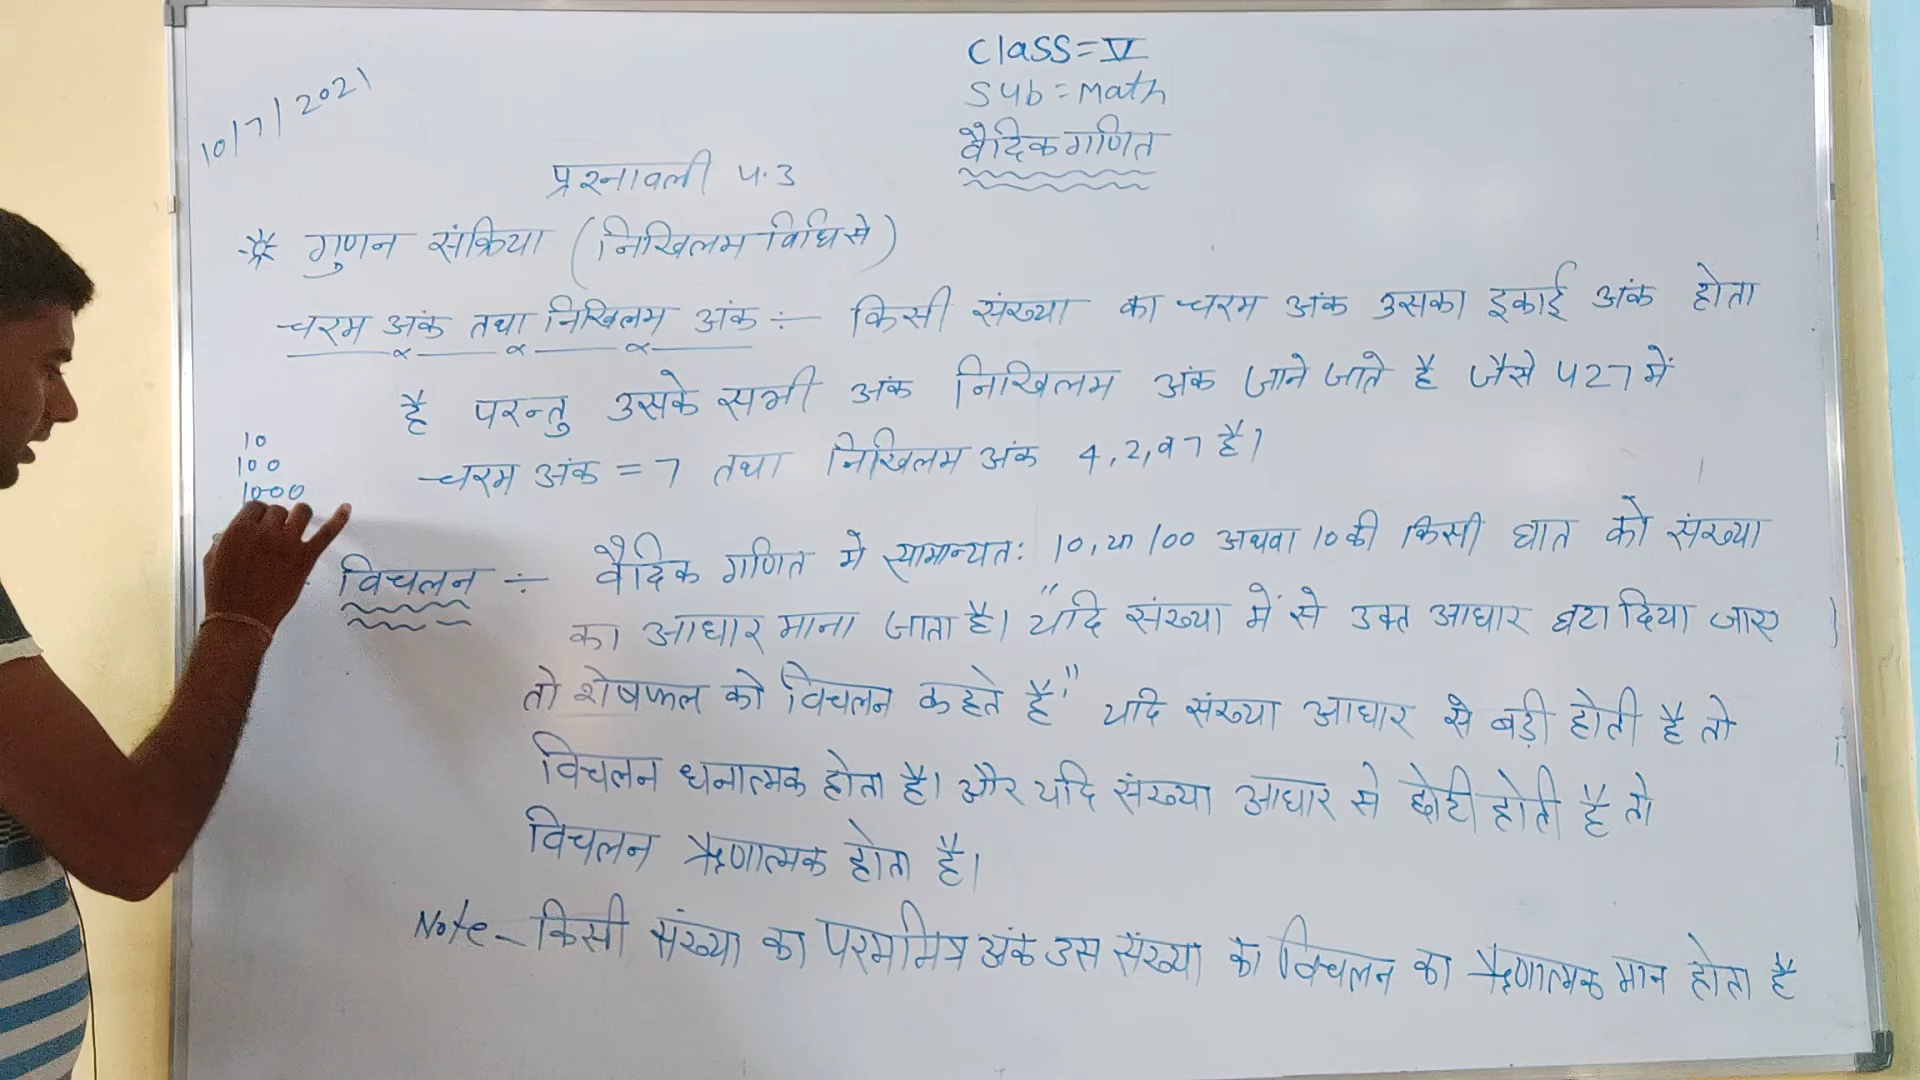 Class = V
Sub = Math
वैदिक गणित
10/7/2021
प्रश्नावली 4.3
* गुणन संक्रिया (निखिलम विधि से)
चरम अंक तथा निखिलम अंक ÷ किसी संख्या का चरम अंक उसका इकाई अंक होता
है परन्तु उसके सभी अंक निखिलम अंक जाने जाते है जैसे 427 में
चरम अंक = 7 तथा निखिलम अंक 4, 2, व 7 है।
10
100
1000
विचलन ÷ वैदिक गणित मे सामान्यत: 10, या 100 अथवा 10 की किसी घात को संख्या
का आधार माना जाता है। "यदि संख्या में से उक्त आधार घटा दिया जाए
तो शेषफल को विचलन कहते है।" यदि संख्या आधार से बड़ी होती है तो
विचलन धनात्मक होता है। और यदि संख्या आधार से छोटी होती है तो
विचलन ऋणात्मक होता है।
Note - किसी संख्या का परममित्र अंक उस संख्या के विचलन का ऋणात्मक मान होता है